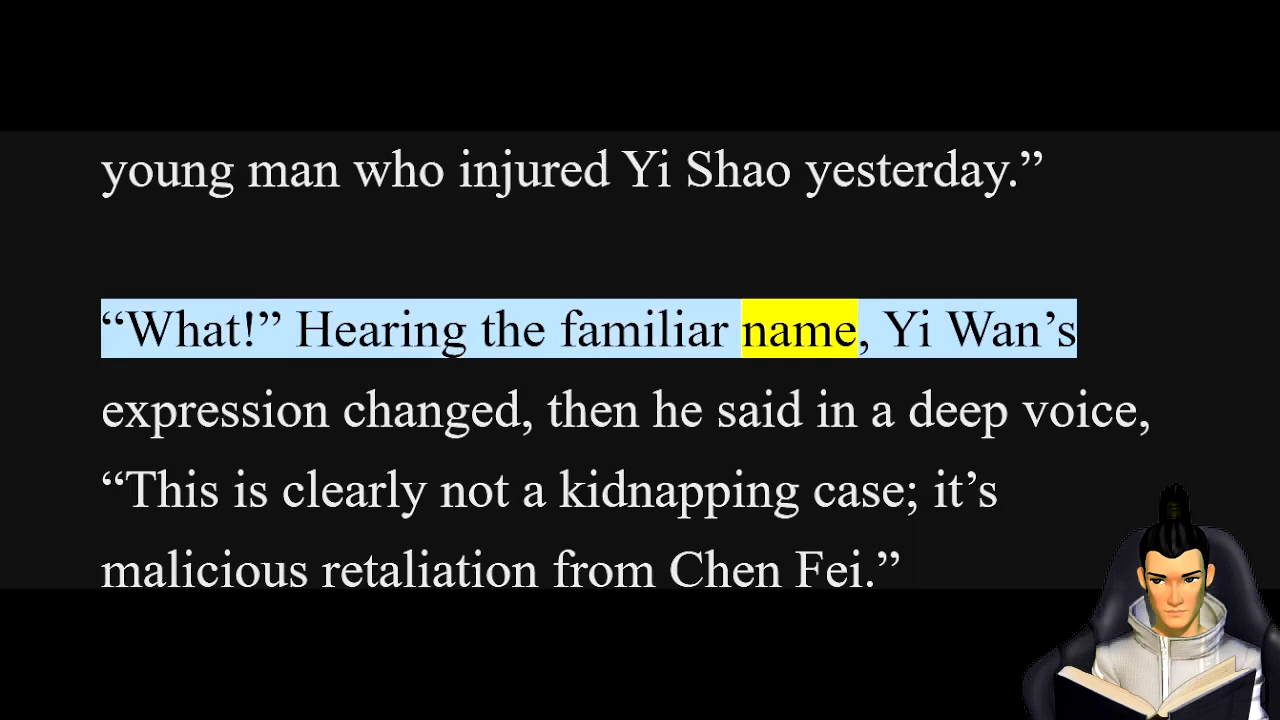 young man who injured Yi Shao yesterday.”
“What!” Hearing the familiar name, Yi Wan’s
expression changed, then he said in a deep voice,
“This is clearly not a kidnapping case; it’s
malicious retaliation from Chen Fei.”